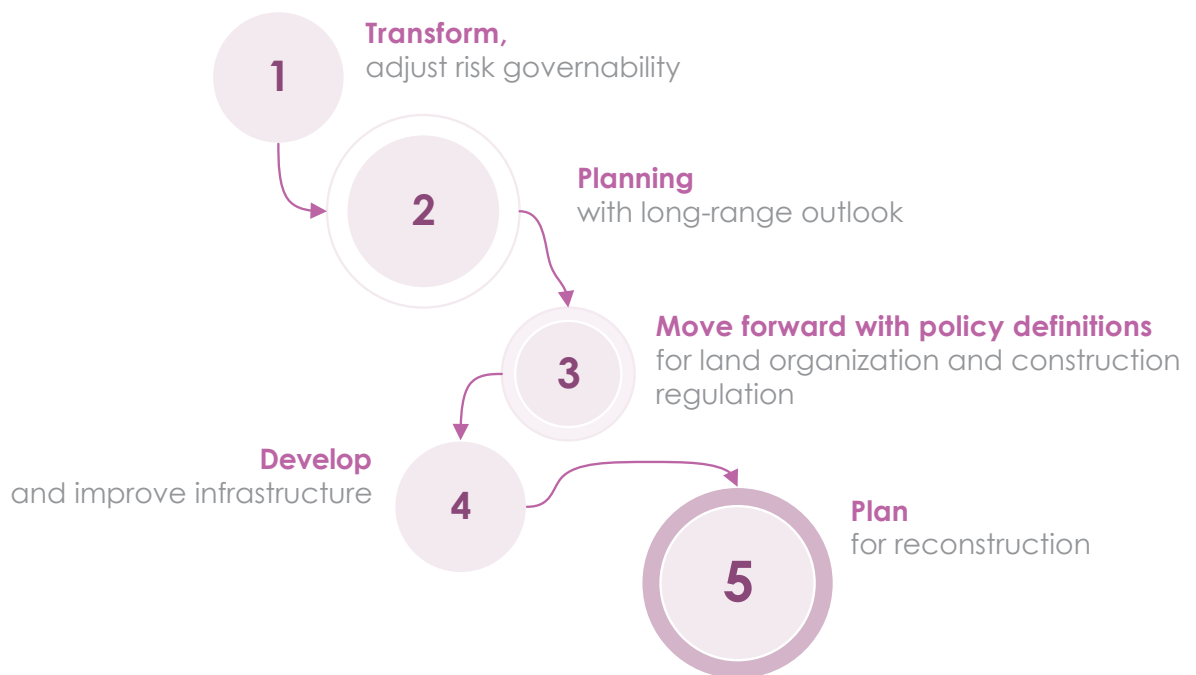 1
Transform,
adjust risk governability
2
Planning
with long-range outlook
3
Move forward with policy definitions
for land organization and construction
regulation
4
Develop
and improve infrastructure
5
Plan
for reconstruction